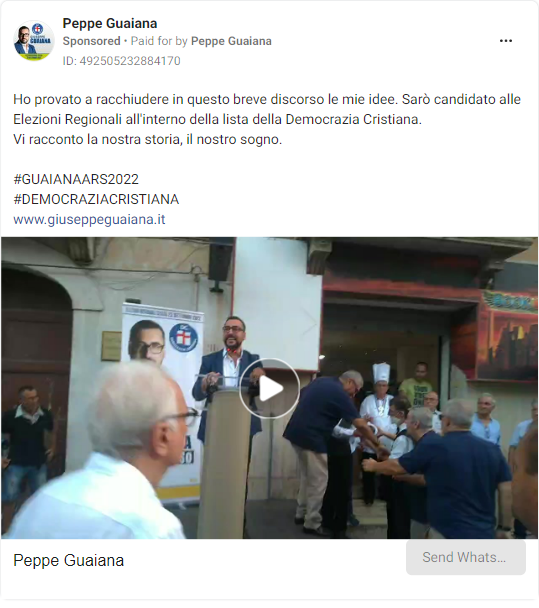 Peppe Guaiana
Sponsored • Paid for by Peppe Guaiana
ID: 492505232884170
Ho provato a racchiudere in questo breve discorso le mie idee. Sarò candidato alle
Elezioni Regionali all'interno della lista della Democrazia Cristiana.
Vi racconto la nostra storia, il nostro sogno.
#GUAIANAARS2022
#DEMOCRAZIACRISTIANA
www.giuseppeguaiana.it
DC
Peppe Guaiana
Send Whats...